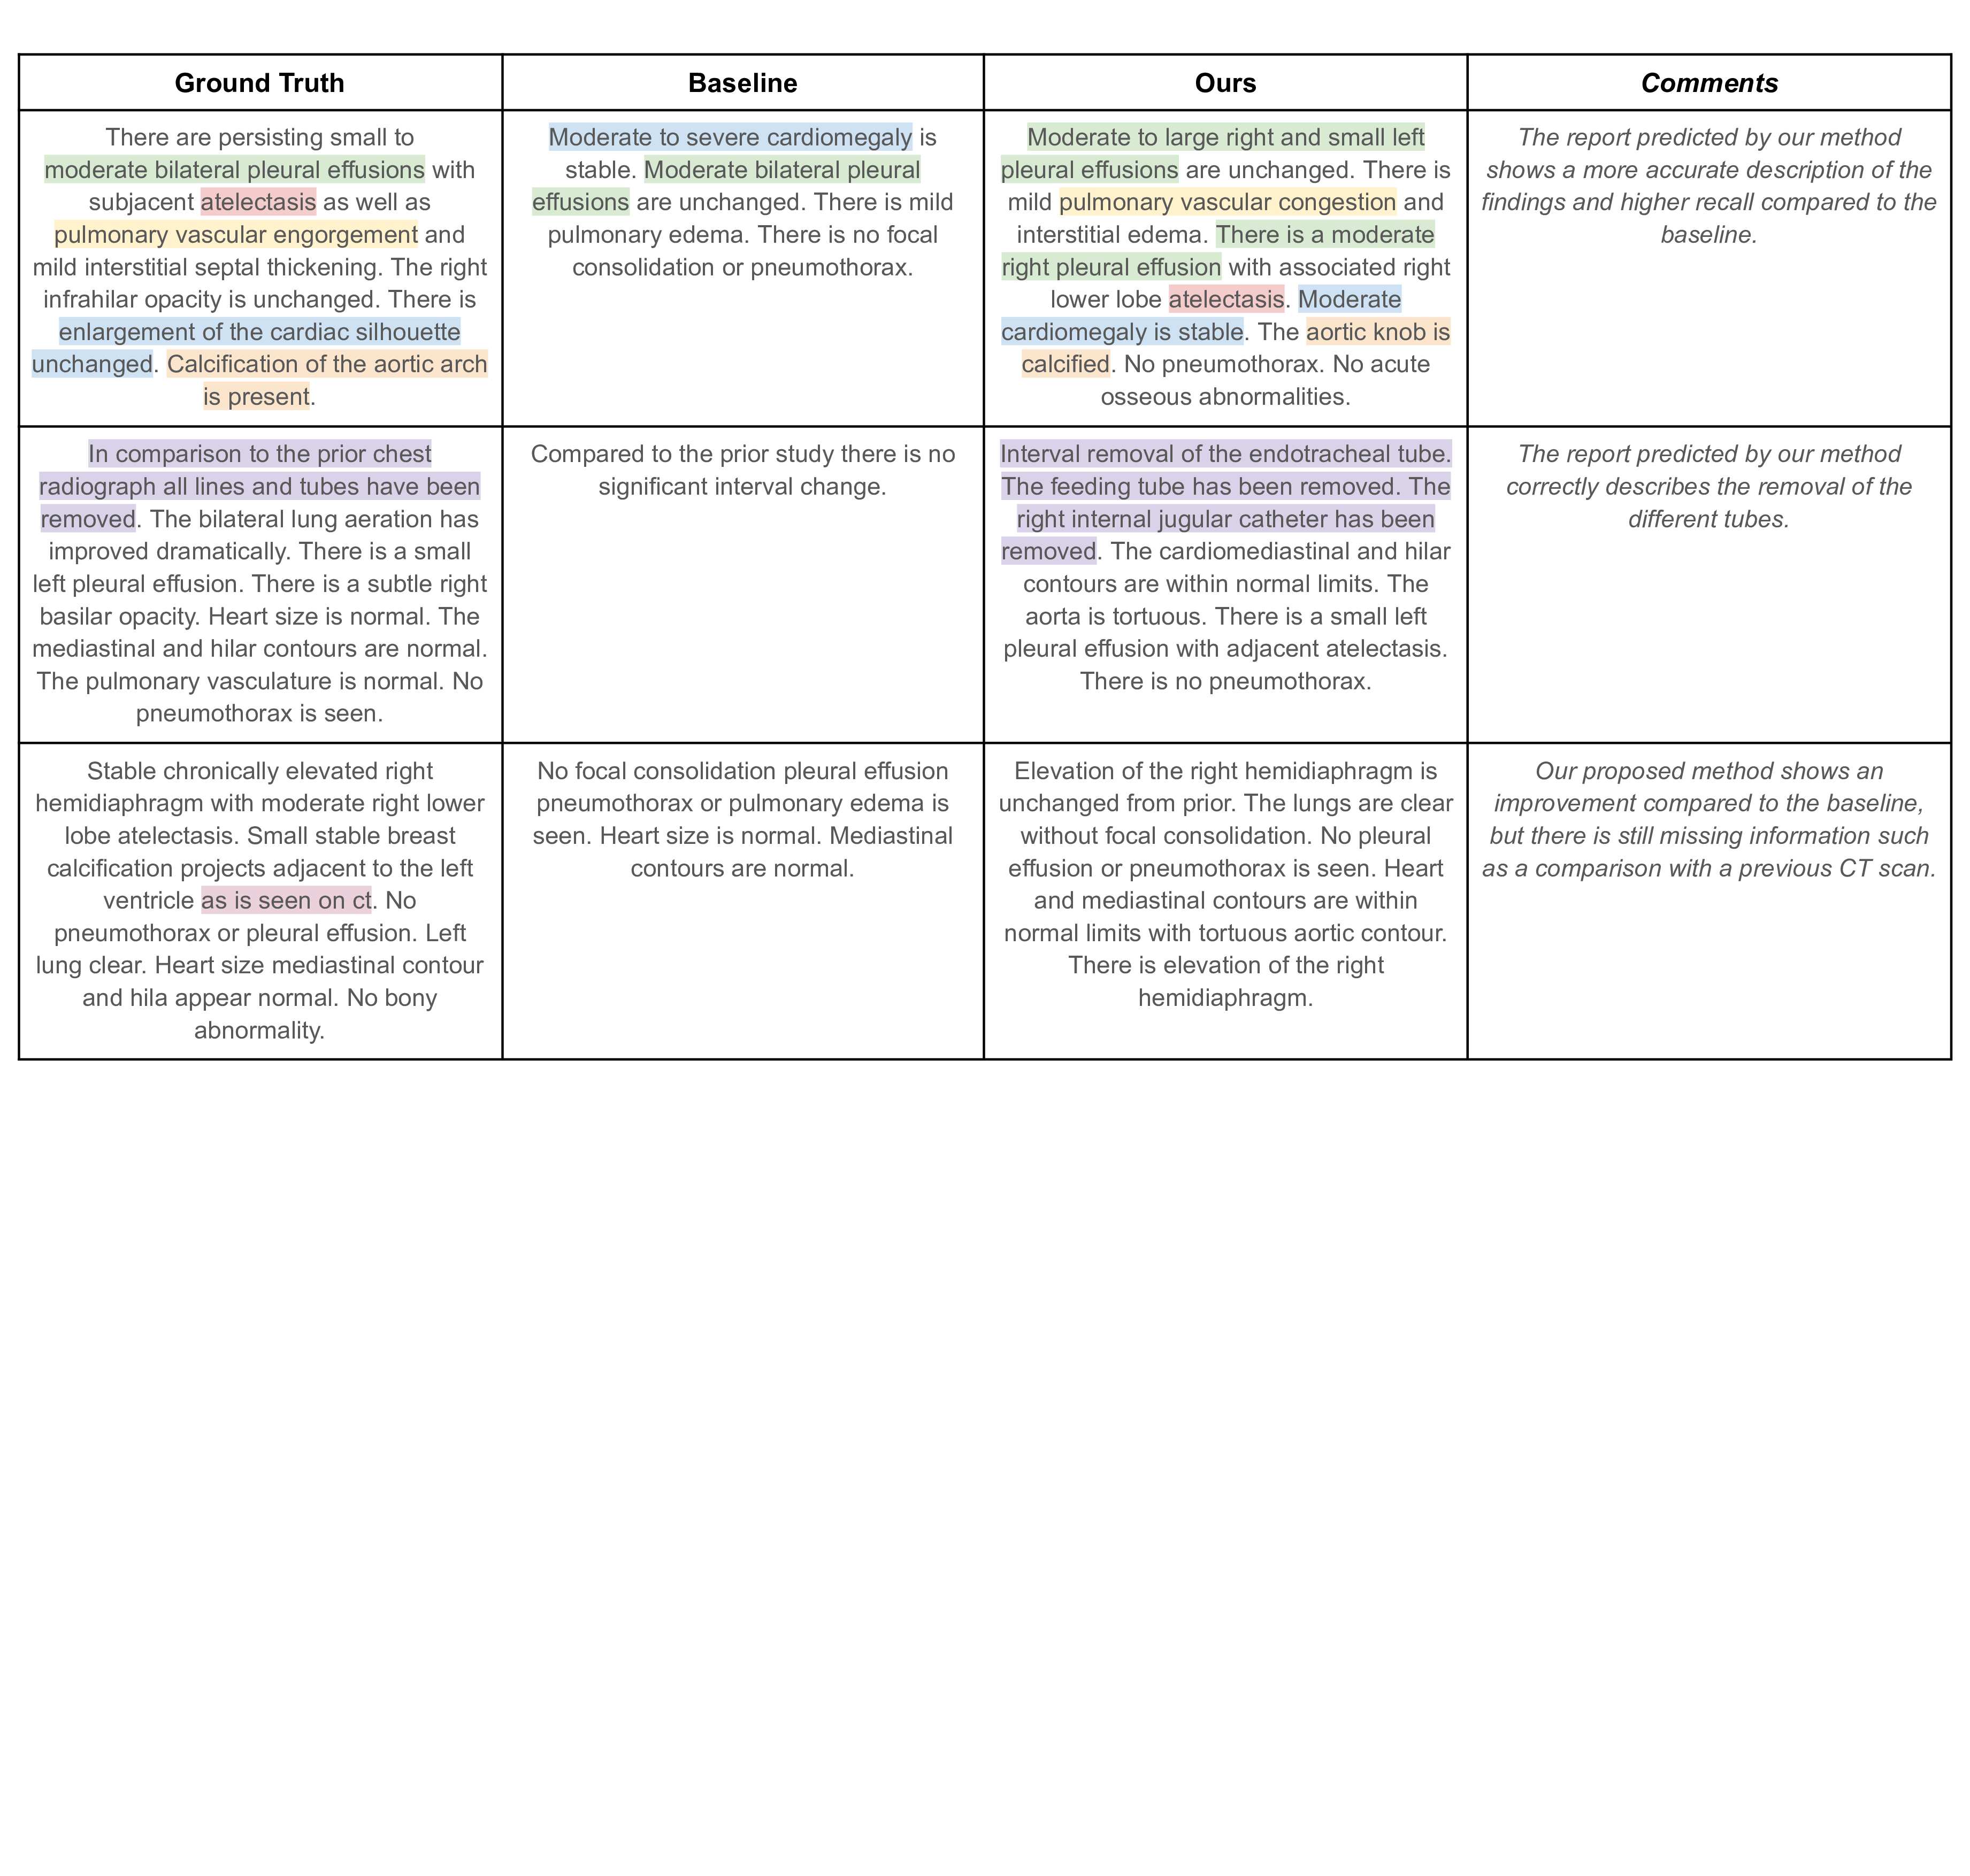 Ground Truth
Baseline
Ours
Comments
There are persisting small to
moderate bilateral pleural effusions with
subjacent atelectasis as well as
pulmonary vascular engorgement and
mild interstitial septal thickening. The right
infrahilar opacity is unchanged. There is
enlargement of the cardiac silhouette
unchanged. Calcification of the aortic arch
is present.
Moderate to severe cardiomegaly is
stable. Moderate bilateral pleural
effusions are unchanged. There is mild
pulmonary edema. There is no focal
consolidation or pneumothorax.
Moderate to large right and small left
pleural effusions are unchanged. There is
mild pulmonary vascular congestion and
interstitial edema. There is a moderate
right pleural effusion with associated right
lower lobe atelectasis. Moderate
cardiomegaly is stable. The aortic knob is
calcified. No pneumothorax. No acute
osseous abnormalities.
The report predicted by our method
shows a more accurate description of the
findings and higher recall compared to the
baseline.
In comparison to the prior chest
radiograph all lines and tubes have been
removed. The bilateral lung aeration has
improved dramatically. There is a small
left pleural effusion. There is a subtle right
basilar opacity. Heart size is normal. The
mediastinal and hilar contours are normal.
The pulmonary vasculature is normal. No
pneumothorax is seen.
Compared to the prior study there is no
significant interval change.
Interval removal of the endotracheal tube.
The feeding tube has been removed. The
right internal jugular catheter has been
removed. The cardiomediastinal and hilar
contours are within normal limits. The
aorta is tortuous. There is a small left
pleural effusion with adjacent atelectasis.
There is no pneumothorax.
The report predicted by our method
correctly describes the removal of the
different tubes.
Stable chronically elevated right
hemidiaphragm with moderate right lower
lobe atelectasis. Small stable breast
calcification projects adjacent to the left
ventricle as is seen on ct. No
pneumothorax or pleural effusion. Left
lung clear. Heart size mediastinal contour
and hila appear normal. No bony
abnormality.
No focal consolidation pleural effusion
pneumothorax or pulmonary edema is
seen. Heart size is normal. Mediastinal
contours are normal.
Elevation of the right hemidiaphragm is
unchanged from prior. The lungs are clear
without focal consolidation. No pleural
effusion or pneumothorax is seen. Heart
and mediastinal contours are within
normal limits with tortuous aortic contour.
There is elevation of the right
hemidiaphragm.
Our proposed method shows an
improvement compared to the baseline,
but there is still missing information such
as a comparison with a previous CT scan.